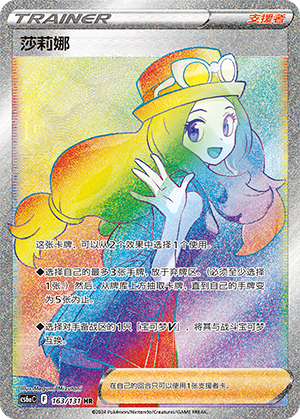 TRAINER
支援者
莎莉娜
这张卡牌，可以从2个效果中选择1个使用。
◆选择自己的最多3张手牌，放于弃牌区。（必须至少选择
1张。）然后，从牌库上方抽取卡牌，直到自己的手牌变
为5张为止。
◆选择对手备战区的1只「宝可梦V」，将其与战斗宝可梦
互换。
Illus.Megumi Mizutani
在自己的回合只可以使用1张支援者卡。
CS6aC F 163/131 HR
©2024 Pokémon/Nintendo/Creatures/GAME FREAK.